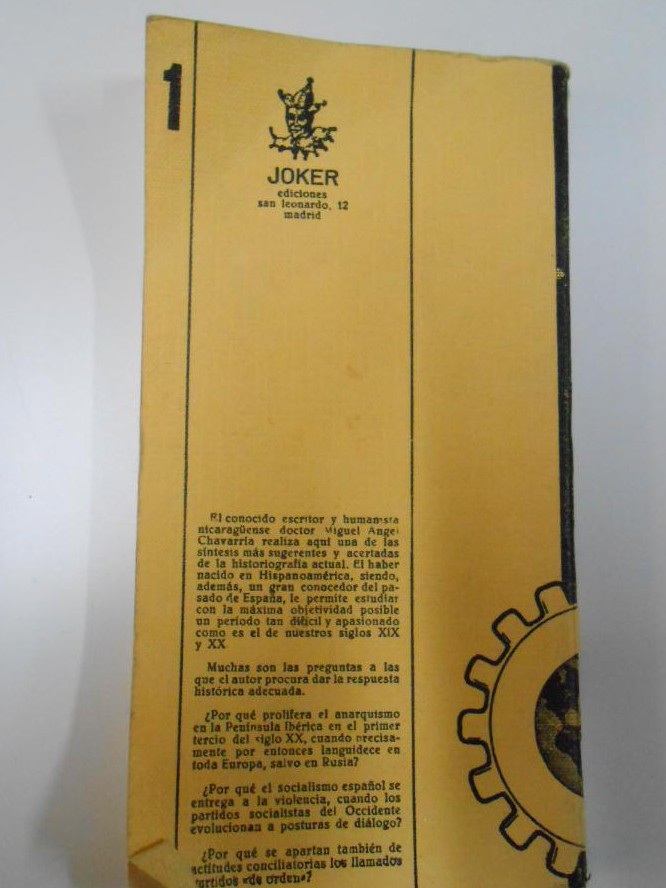 1
JOKER
ediciones
san leonardo, 12
madrid
El conocido escritor y humanista
nicaragüense doctor Miguel Angel
Chavarría realiza aquí una de las
síntesis más sugerentes y acertadas
de la historiografía actual. El haber
nacido en Hispanoamérica, siendo,
además, un gran conocedor del pa-
sado de España, le permite estudiar
con la máxima objetividad posible
un período tan difícil y apasionado
como es el de nuestros siglos XIX
y XX
Muchas son las preguntas a las
que el autor procura dar la respuesta
histórica adecuada.
¿Por qué prolifera el anarquismo
en la Península Ibérica en el primer
tercio del siglo XX, cuando precisa-
mente por entonces languidece en
toda Europa, salvo en Rusia?
¿Por qué el socialismo español se
entrega a la violencia, cuando los
partidos socialistas del Occidente
evolucionan a posturas de diálogo?
¿Por qué se apartan también de
actitudes conciliatorias los llamados
partidos «de orden»?